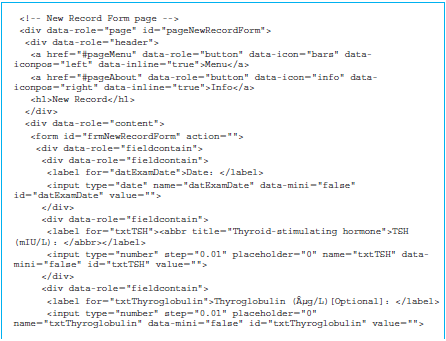 <!-- New Record Form page -->
<div data-role="page" id="pageNewRecordForm">
<div data-role="header">
<a href="#pageMenu" data-role="button" data-icon="bars" data-
iconpos="left" data-inline="true">Menu</a>
<a href="#pageAbout" data-role="button" data-icon="info" data-
iconpos="right" data-inline="true">Info</a>
<h1>New Record</h1>
</div>
<div data-role="content">
<form id="frmNewRecordForm" action="">
<div data-role="fieldcontain">
<div data-role="fieldcontain">
<label for="datExamDate">Date: </label>
<input type="date" name="datExamDate" data-mini="false"
id="datExamDate" value="">
</div>
<div data-role="fieldcontain">
<label for="txtTSH"><abbr title="Thyroid-stimulating hormone">TSH
(mIU/L): </abbr></label>
<input type="number" step="0.01" placeholder="0" name="txtTSH" data-
mini="false" id="txtTSH" value="">
</div>
<div data-role="fieldcontain">
<label for="txtThyroglobulin">Thyroglobulin (Âµg/L)[Optional]: </label>
<input type="number" step="0.01" placeholder="0"
name="txtThyroglobulin" data-mini="false" id="txtThyroglobulin" value="">